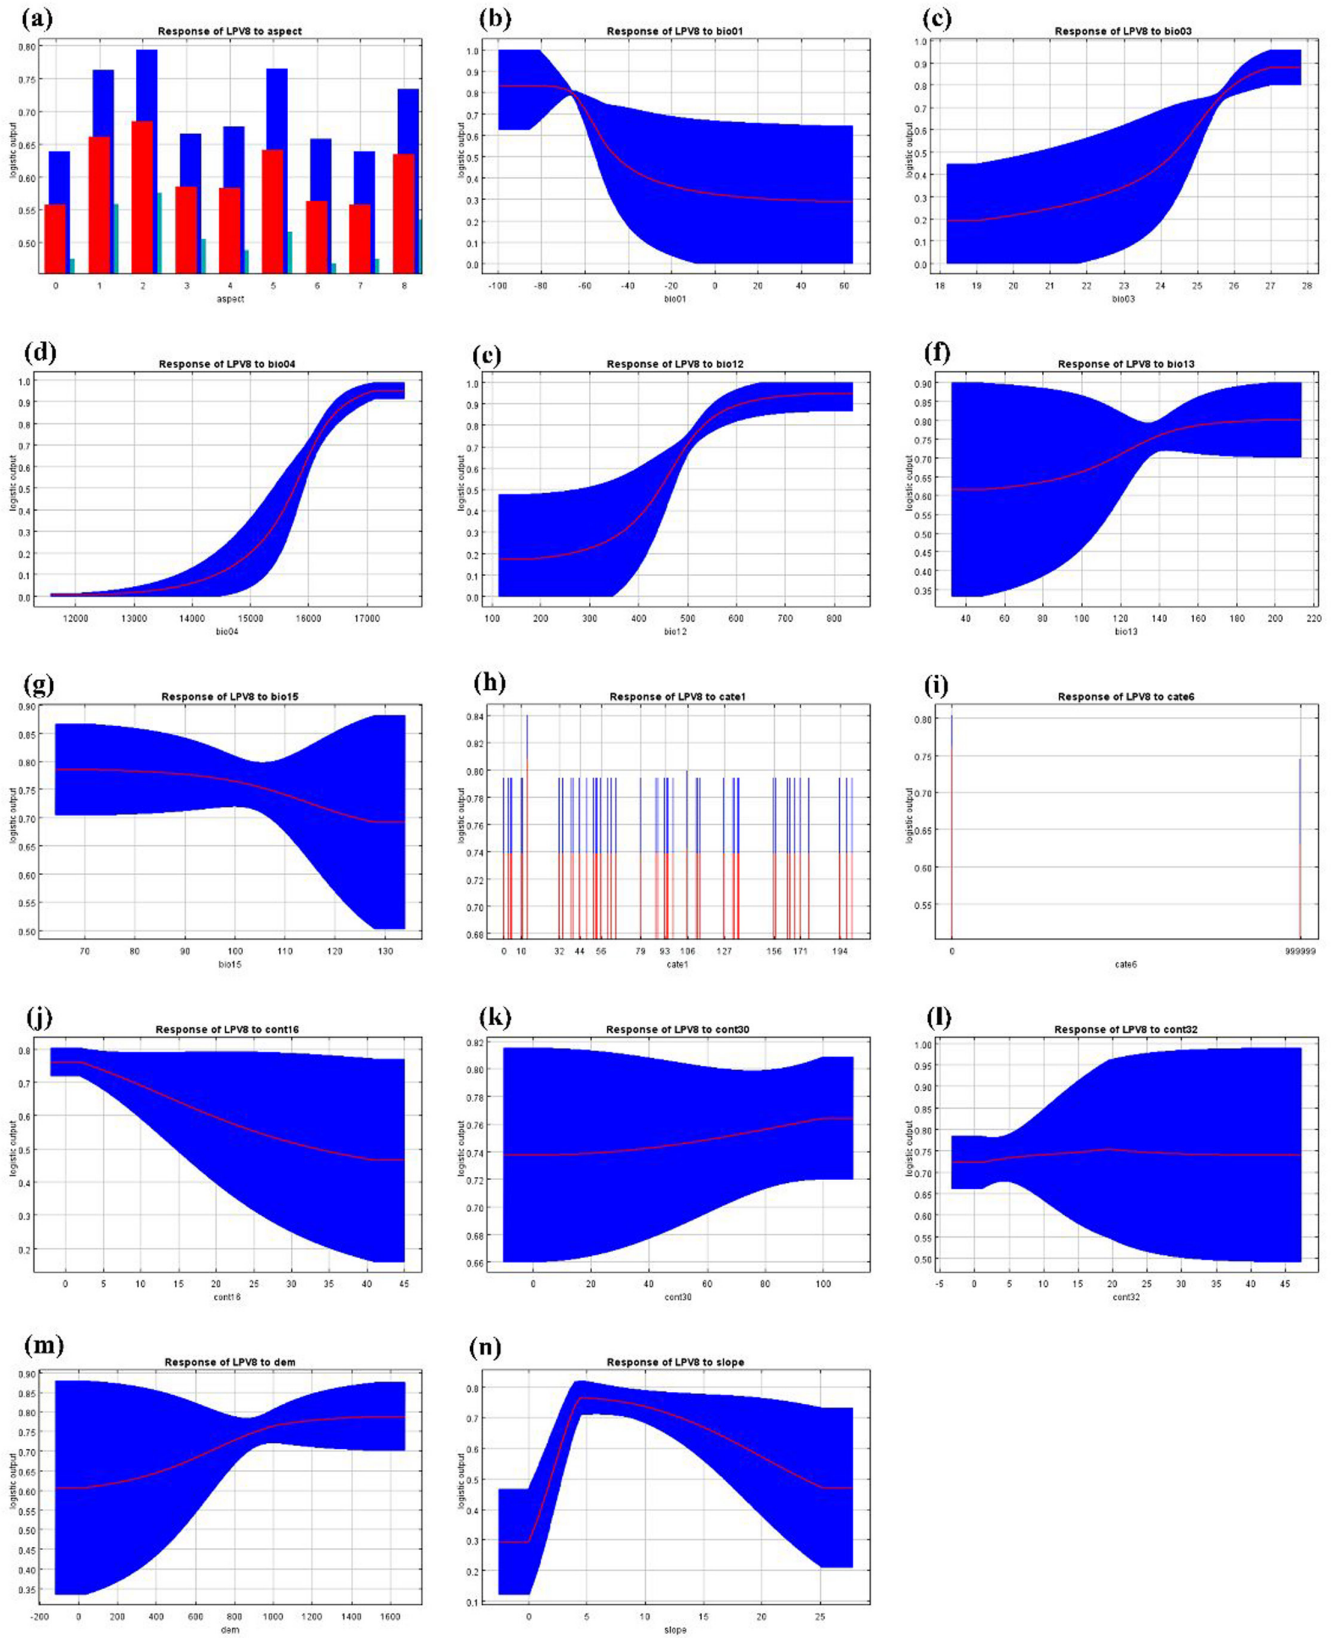 (a)
Response of LPV8 to aspect
logistic output
0.80
0.75
0.70
0.65
0.60
0.55
0.50
0 1 2 3 4 5 6 7 8
aspect
(b)
Response of LPV8 to bio01
logistic output
1.0
0.9
0.8
0.7
0.6
0.5
0.4
0.3
0.2
0.1
0.0
-100 -80 -60 -40 -20 0 20 40 60
bio01
(c)
Response of LPV8 to bio03
logistic output
1.0
0.9
0.8
0.7
0.6
0.5
0.4
0.3
0.2
0.1
0.0
18 19 20 21 22 23 24 25 26 27 28
bio03
(d)
Response of LPV8 to bio04
logistic output
1.0
0.9
0.8
0.7
0.6
0.5
0.4
0.3
0.2
0.1
0.0
12000 13000 14000 15000 16000 17000
bio04
(e)
Response of LPV8 to bio12
logistic output
1.0
0.9
0.8
0.7
0.6
0.5
0.4
0.3
0.2
0.1
0.0
100 200 300 400 500 600 700 800
bio12
(f)
Response of LPV8 to bio13
logistic output
0.90
0.85
0.80
0.75
0.70
0.65
0.60
0.55
0.50
0.45
0.40
0.35
40 60 80 100 120 140 160 180 200 220
bio13
(g)
Response of LPV8 to bio15
logistic output
0.90
0.85
0.80
0.75
0.70
0.65
0.60
0.55
0.50
70 80 90 100 110 120 130
bio15
(h)
Response of LPV8 to cate1
logistic output
0.84
0.82
0.80
0.78
0.76
0.74
0.72
0.70
0.68
0 10 32 44 56 79 93 106 127 156 171 194
cate1
(i)
Response of LPV8 to cate6
logistic output
0.80
0.75
0.70
0.65
0.60
0.55
0 999999
cate6
(j)
Response of LPV8 to cont16
logistic output
0.8
0.7
0.6
0.5
0.4
0.3
0.2
0 5 10 15 20 25 30 35 40 45
cont16
(k)
Response of LPV8 to cont30
logistic output
0.82
0.80
0.78
0.76
0.74
0.72
0.70
0.68
0.66
0 20 40 60 80 100
cont30
(l)
Response of LPV8 to cont32
logistic output
1.00
0.95
0.90
0.85
0.80
0.75
0.70
0.65
0.60
0.55
0.50
-5 0 5 10 15 20 25 30 35 40 45
cont32
(m)
Response of LPV8 to dem
logistic output
0.90
0.85
0.80
0.75
0.70
0.65
0.60
0.55
0.50
0.45
0.40
0.35
-200 0 200 400 600 800 1000 1200 1400 1600
dem
(n)
Response of LPV8 to slope
logistic output
0.8
0.7
0.6
0.5
0.4
0.3
0.2
0.1
0 5 10 15 20 25
slope